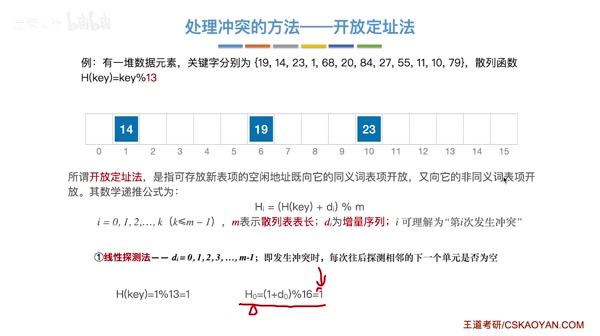 处理冲突的方法——开放定址法
例：有一堆数据元素，关键字分别为 {19, 14, 23, 1, 68, 20, 84, 27, 55, 11, 10, 79}，散列函数
H(key)=key%13
14 19 23
0 1 2 3 4 5 6 7 8 9 10 11 12 13 14 15
所谓开放定址法，是指可存放新表项的空闲地址既向它的同义词表项开放，又向它的非同义词表项开
放。其数学递推公式为：
Hi = (H(key) + di) % m
i = 0, 1, 2,…, k（k≤m − 1），m表示散列表表长；di为增量序列；i 可理解为“第i次发生冲突”
①线性探测法—— di = 0, 1, 2, 3, …, m-1；即发生冲突时，每次往后探测相邻的下一个单元是否为空
H(key)=1%13=1 H0=(1+d0)%16=1
王道考研/CSKAOYAN.COM